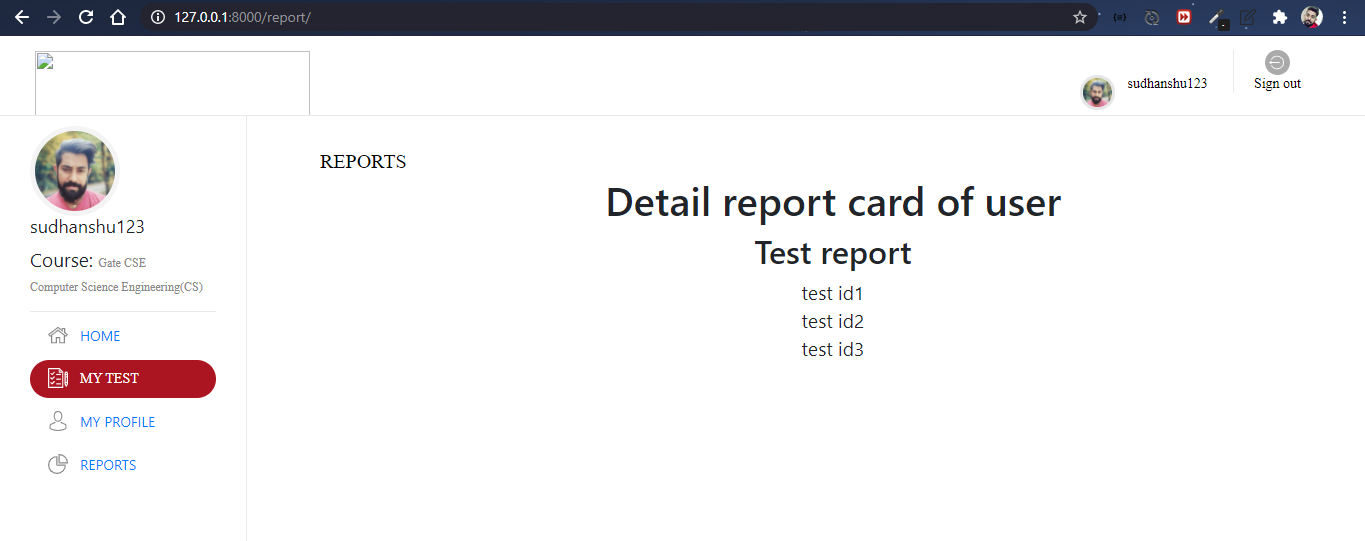 127.0.0.1:8000/report/
sudhanshu123
Sign out
sudhanshu123
Course: Gate CSE
Computer Science Engineering(CS)
HOME
MY TEST
MY PROFILE
REPORTS
REPORTS
Detail report card of user
Test report
test id1
test id2
test id3